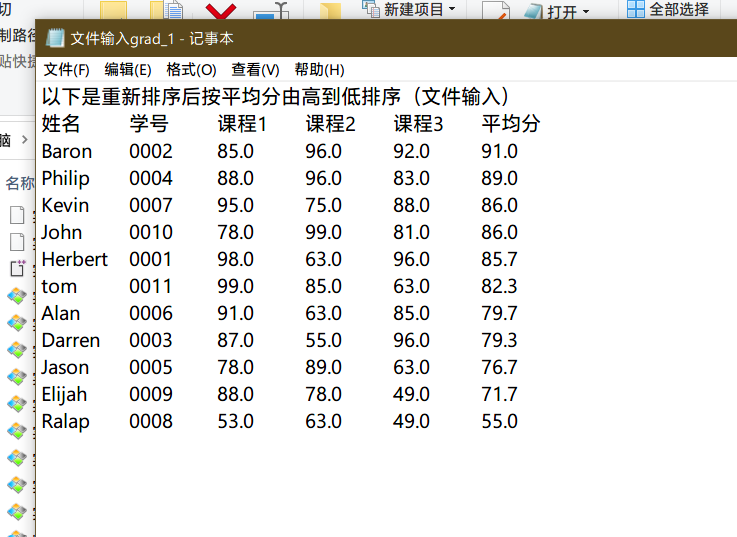 切
新建项目
打开
全部选择
制路径
贴快捷
文件输入grad_1 - 记事本
文件(F) 编辑(E) 格式(O) 查看(V) 帮助(H)
以下是重新排序后按平均分由高到低排序（文件输入）
姓名 学号 课程1 课程2 课程3 平均分
Baron 0002 85.0 96.0 92.0 91.0
Philip 0004 88.0 96.0 83.0 89.0
Kevin 0007 95.0 75.0 88.0 86.0
John 0010 78.0 99.0 81.0 86.0
Herbert 0001 98.0 63.0 96.0 85.7
tom 0011 99.0 85.0 63.0 82.3
Alan 0006 91.0 63.0 85.0 79.7
Darren 0003 87.0 55.0 96.0 79.3
Jason 0005 78.0 89.0 63.0 76.7
Elijah 0009 88.0 78.0 49.0 71.7
Ralap 0008 53.0 63.0 49.0 55.0
脑
名称